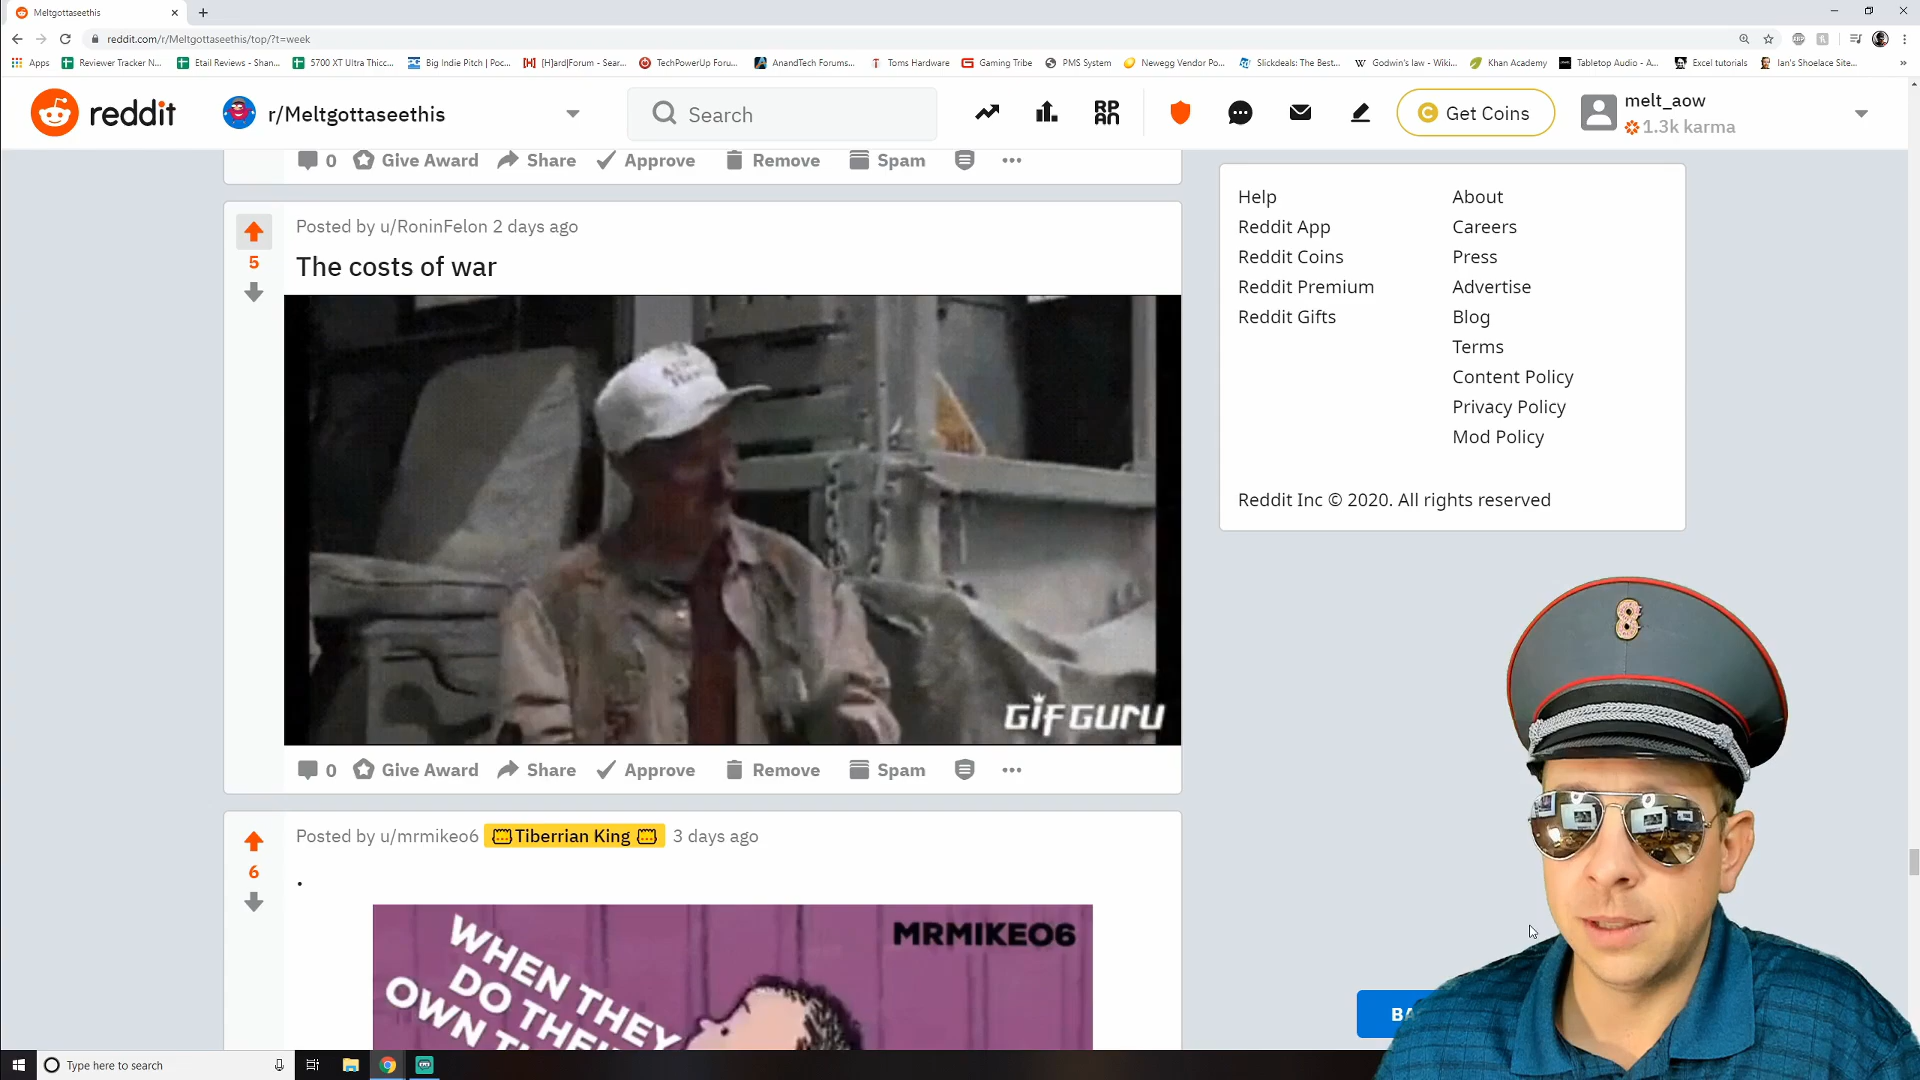 Meltgottaseethis
reddit.com/r/Meltgottaseethis/top/?t=week
Apps Reviewer Tracker N... Etail Reviews - Shan... 5700 XT Ultra Thicc... Big Indie Pitch | Poc... [H]ard|Forum - Sear... TechPowerUp Foru... AnandTech Forums... Toms Hardware Gaming Tribe PMS System Newegg Vendor Po... Slickdeals: The Best... Godwin's law - Wiki... Khan Academy Tabletop Audio - A... Excel tutorials Ian's Shoelace Site... »
reddit r/Meltgottaseethis Search RPAN Get Coins melt_aow
1.3k karma
0 Give Award Share Approve Remove Spam
Help About
Reddit App Careers
Reddit Coins Press
Reddit Premium Advertise
Reddit Gifts Blog
Terms
Content Policy
Privacy Policy
Mod Policy
Reddit Inc © 2020. All rights reserved
Posted by u/RoninFelon 2 days ago
5
The costs of war
GIFGURU
0 Give Award Share Approve Remove Spam
Posted by u/mrmikeo6 Tiberrian King 3 days ago
6
.
MRMIKEO6
WHEN THEY
DO THEIR
OWN
8
Type here to search